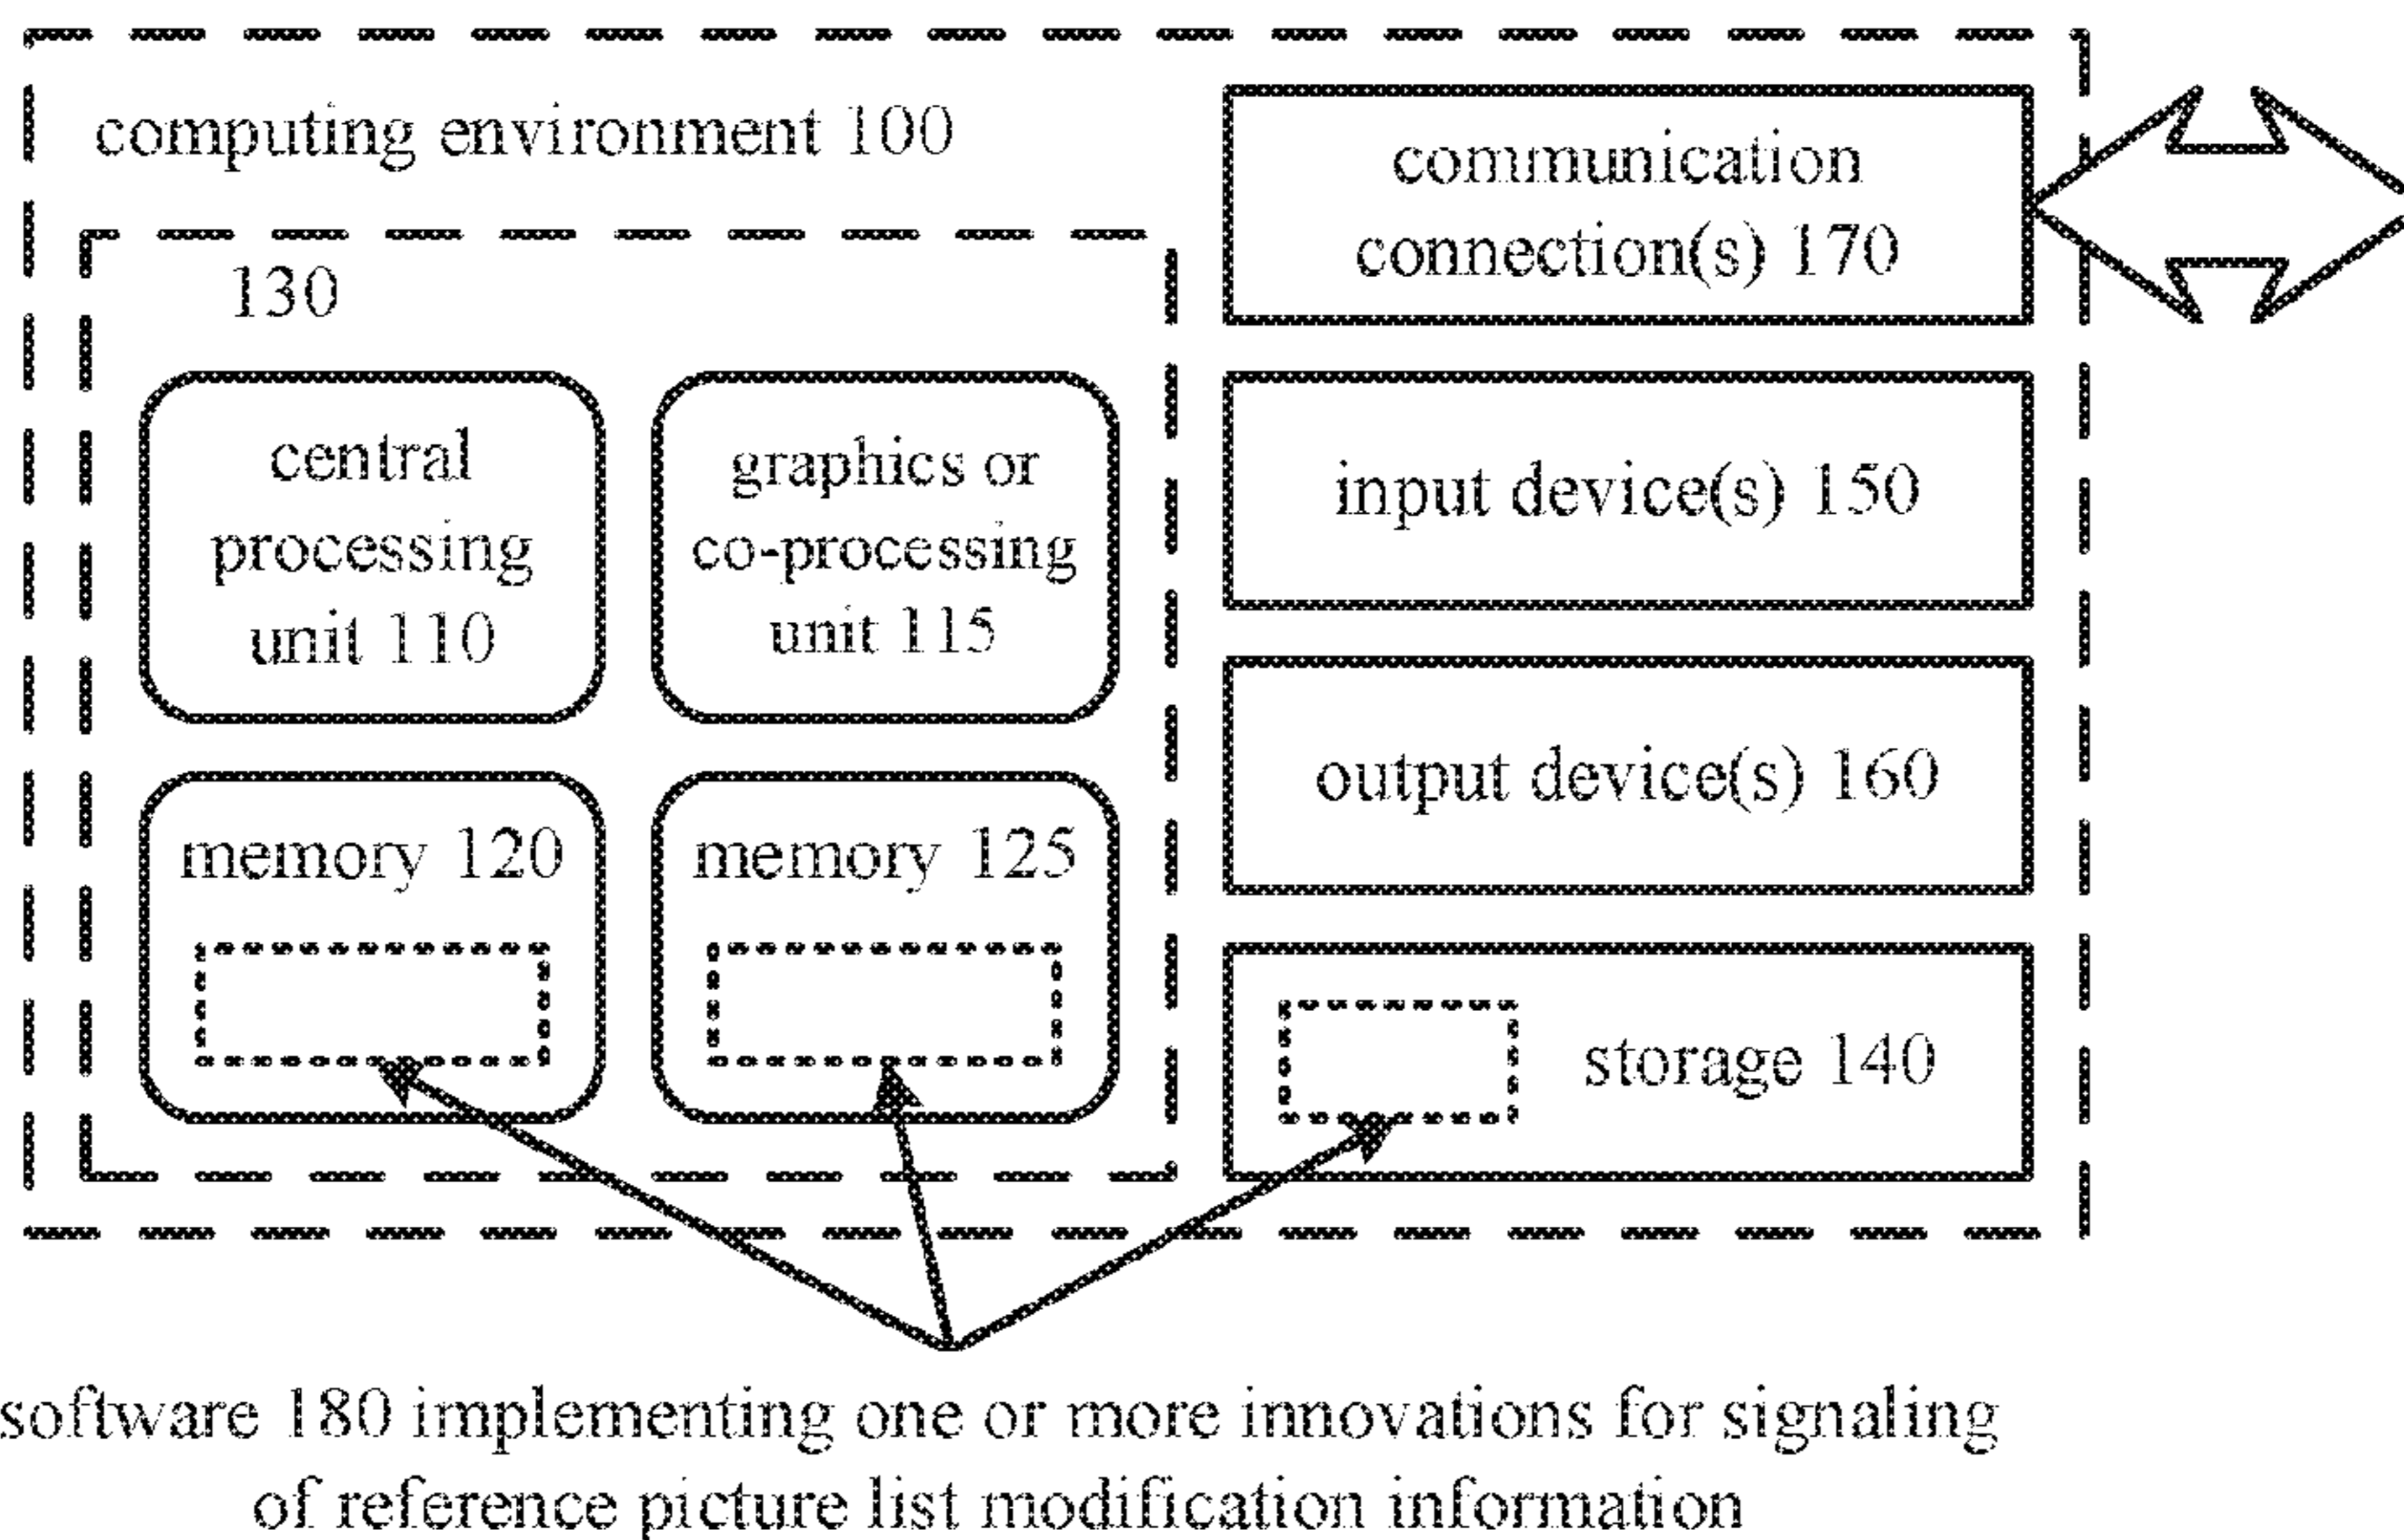 computing environment 100
130
central
processing
unit 110
graphics or
co-processing
unit 115
memory 120
memory 125
communication
connection(s) 170
input device(s) 150
output device(s) 160
storage 140
software 180 implementing one or more innovations for signaling
of reference picture list modification information